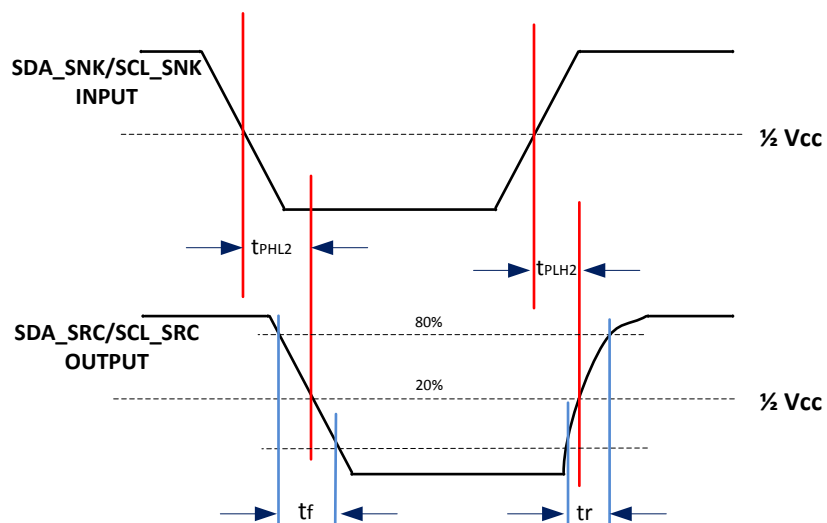 SDA_SNK/SCL_SNK
INPUT
½ Vcc
tPHL2
tPLH2
SDA_SRC/SCL_SRC
OUTPUT
80%
20%
½ Vcc
tf
tr